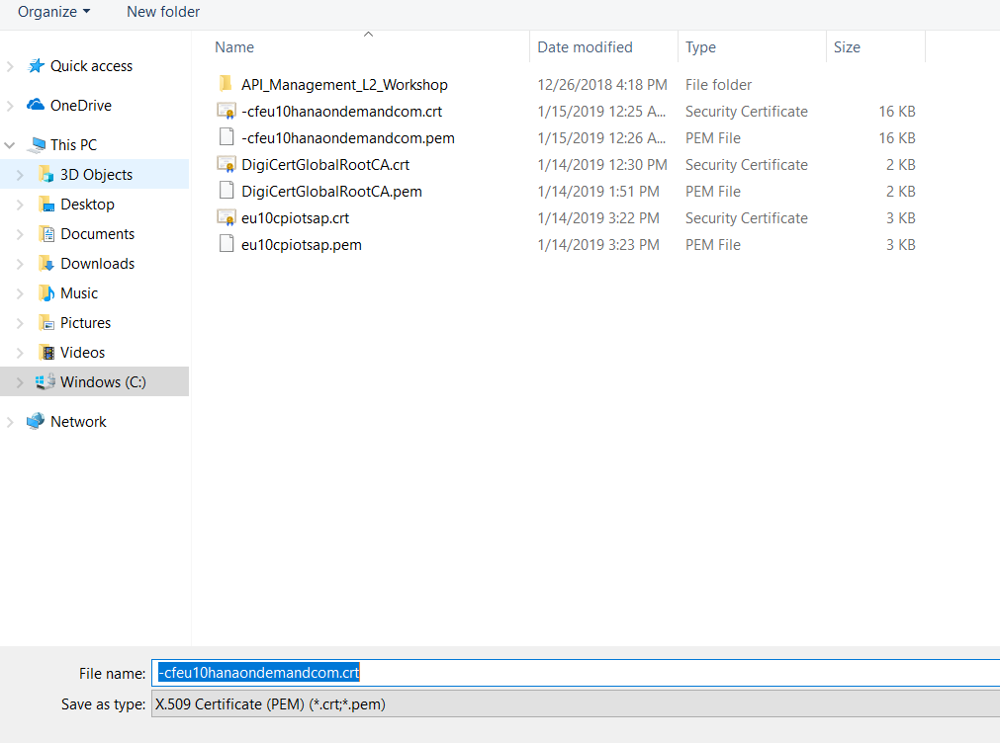 Organize New folder
Name Date modified Type Size
Quick access
OneDrive
This PC
3D Objects
Desktop
Documents
Downloads
Music
Pictures
Videos
Windows (C:)
Network
API_Management_L2_Workshop 12/26/2018 4:18 PM File folder
-cfeu10hanaondemandcom.crt 1/15/2019 12:25 A... Security Certificate 16 KB
-cfeu10hanaondemandcom.pem 1/15/2019 12:26 A... PEM File 16 KB
DigiCertGlobalRootCA.crt 1/14/2019 12:30 PM Security Certificate 2 KB
DigiCertGlobalRootCA.pem 1/14/2019 1:51 PM PEM File 2 KB
eu10cpiotsap.crt 1/14/2019 3:22 PM Security Certificate 3 KB
eu10cpiotsap.pem 1/14/2019 3:23 PM PEM File 3 KB
File name: -cfeu10hanaondemandcom.crt
Save as type: X.509 Certificate (PEM) (*.crt;*.pem)